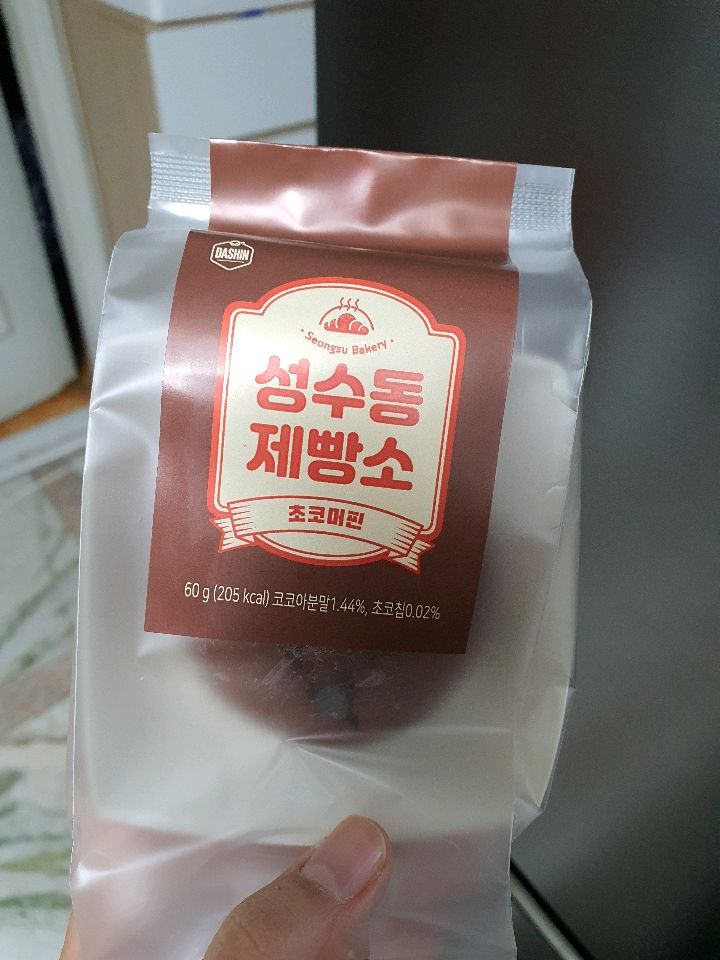 DASHIN
· Seongsu Bakery ·
성수동
제빵소
초코머핀
60 g (205 kcal) 코코아분말1.44%, 초코칩0.02%